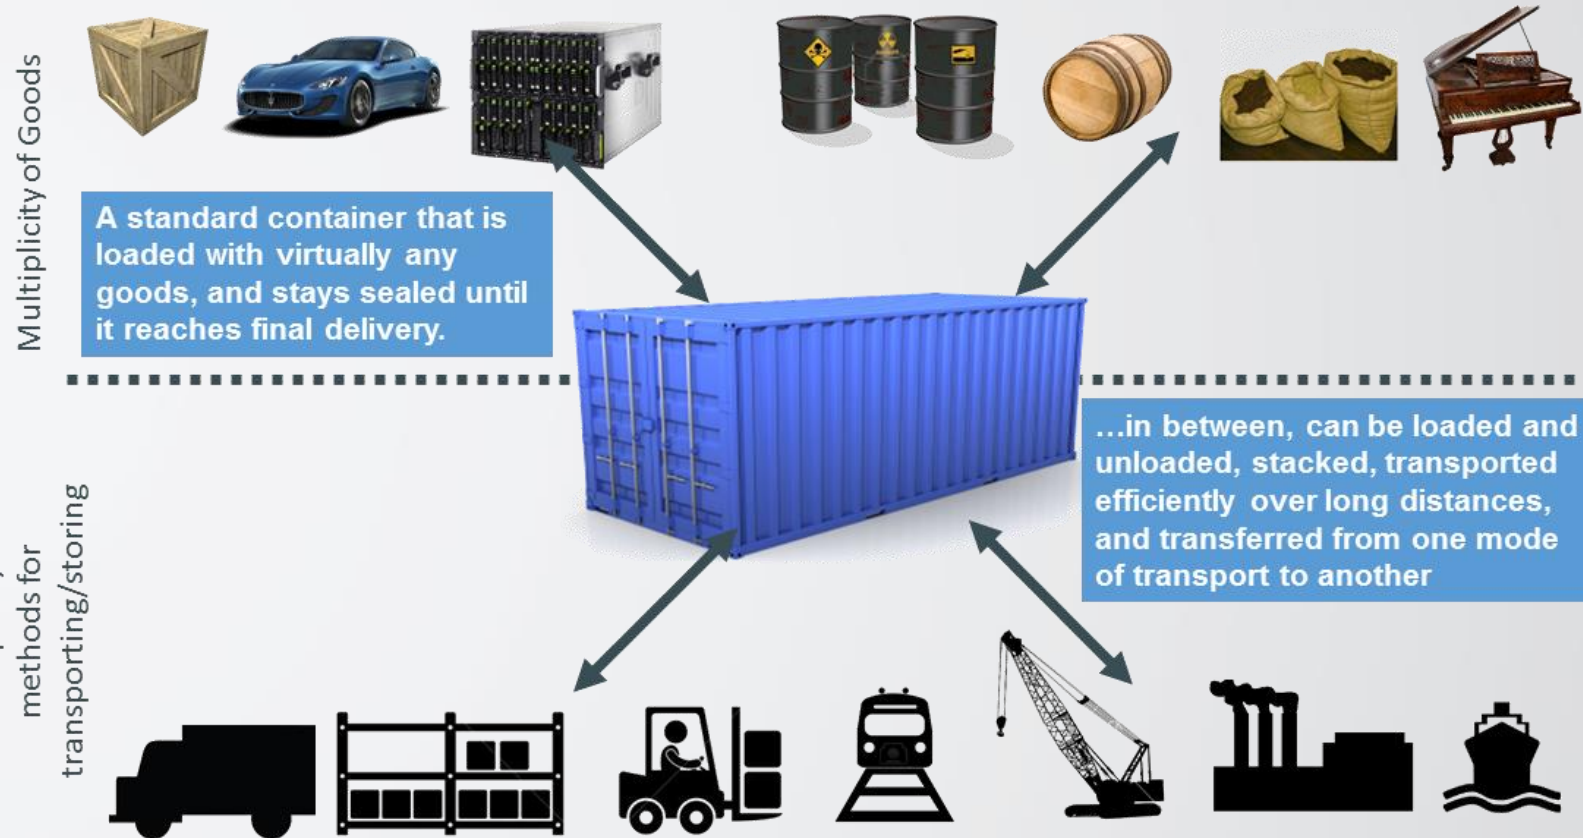 Multiplicity of Goods
A standard container that is
loaded with virtually any
goods, and stays sealed until
it reaches final delivery.
…in between, can be loaded and
unloaded, stacked, transported
efficiently over long distances,
and transferred from one mode
of transport to another
methods for
transporting/storing